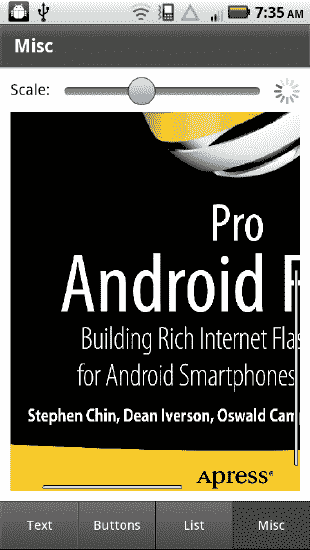 7:35 AM
Misc
Scale:
Pro
Android F
Building Rich Internet Flas
for Android Smartphones
Stephen Chin, Dean Iverson, Oswald Camp
Apress®
Text Buttons List Misc